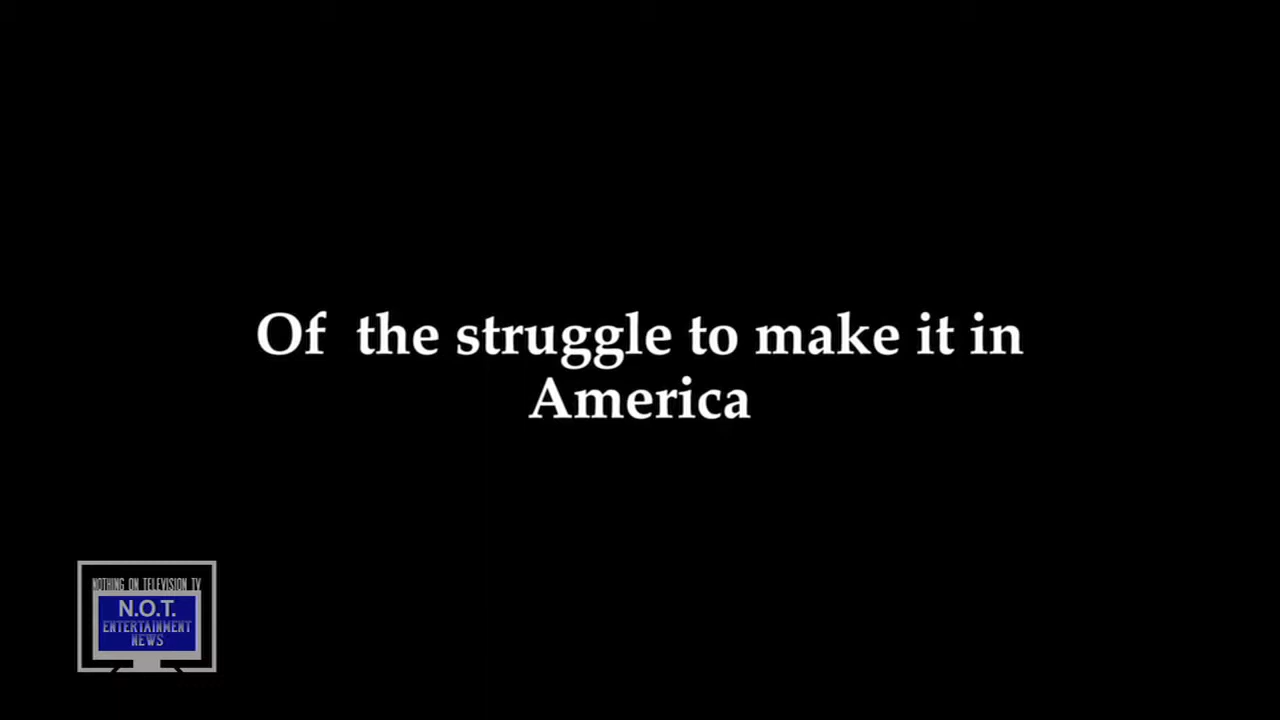 Of  the struggle to make it in
America
NOTHING ON TELEVISION TV
N.O.T.
ENTERTAINMENT
NEWS